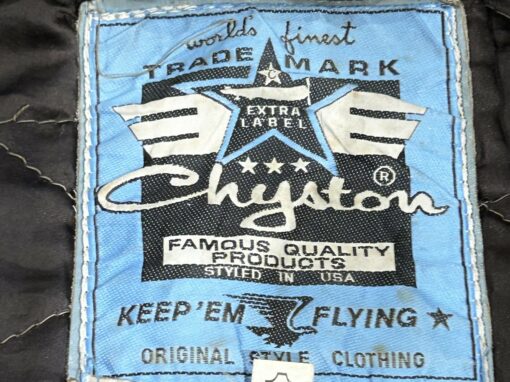 world's finest
TRADE MARK
C
EXTRA
LABEL
Chyston ®
FAMOUS QUALITY
PRODUCTS
STYLED IN USA
KEEP 'EM FLYING
ORIGINAL STYLE CLOTHING